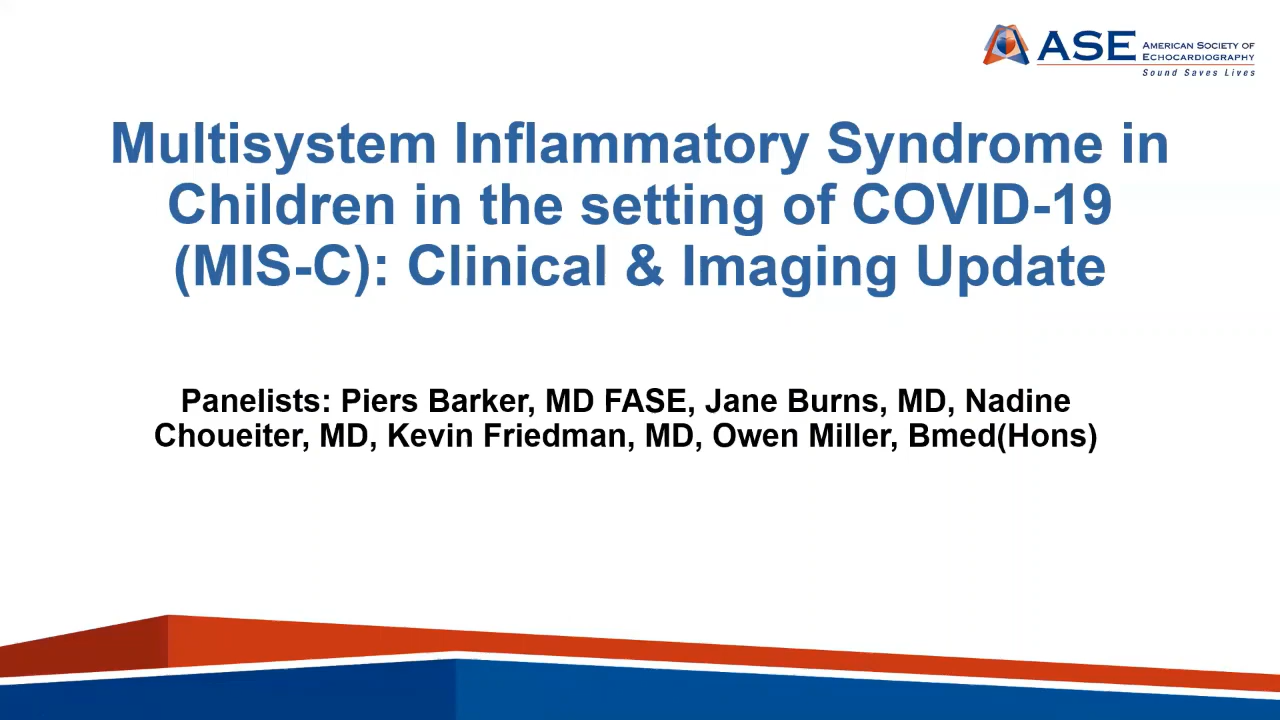 ASE AMERICAN SOCIETY OF
ECHOCARDIOGRAPHY
Sound Saves Lives
Multisystem Inflammatory Syndrome in
Children in the setting of COVID-19
(MIS-C): Clinical & Imaging Update
Panelists: Piers Barker, MD FASE, Jane Burns, MD, Nadine
Choueiter, MD, Kevin Friedman, MD, Owen Miller, Bmed(Hons)